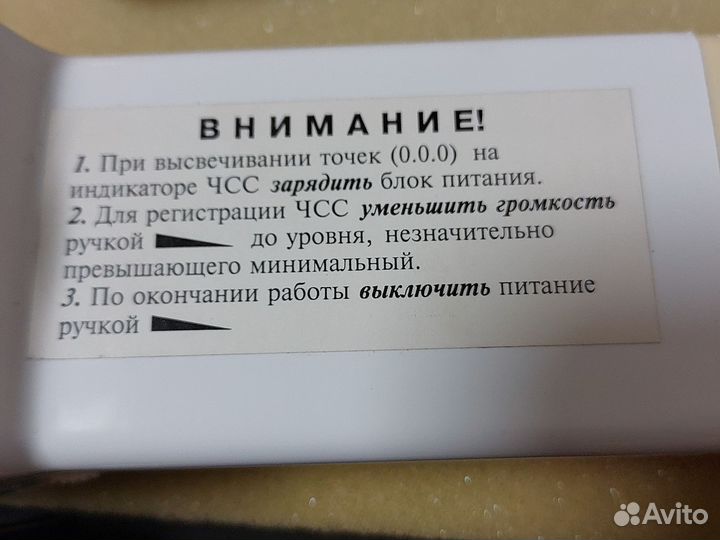 ВНИМАНИЕ!
1. При высвечивании точек (0.0.0) на
индикаторе ЧСС зарядить блок питания.
2. Для регистрации ЧСС уменьшить громкость
ручкой до уровня, незначительно
превышающего минимальный.
3. По окончании работы выключить питание
ручкой
Avito